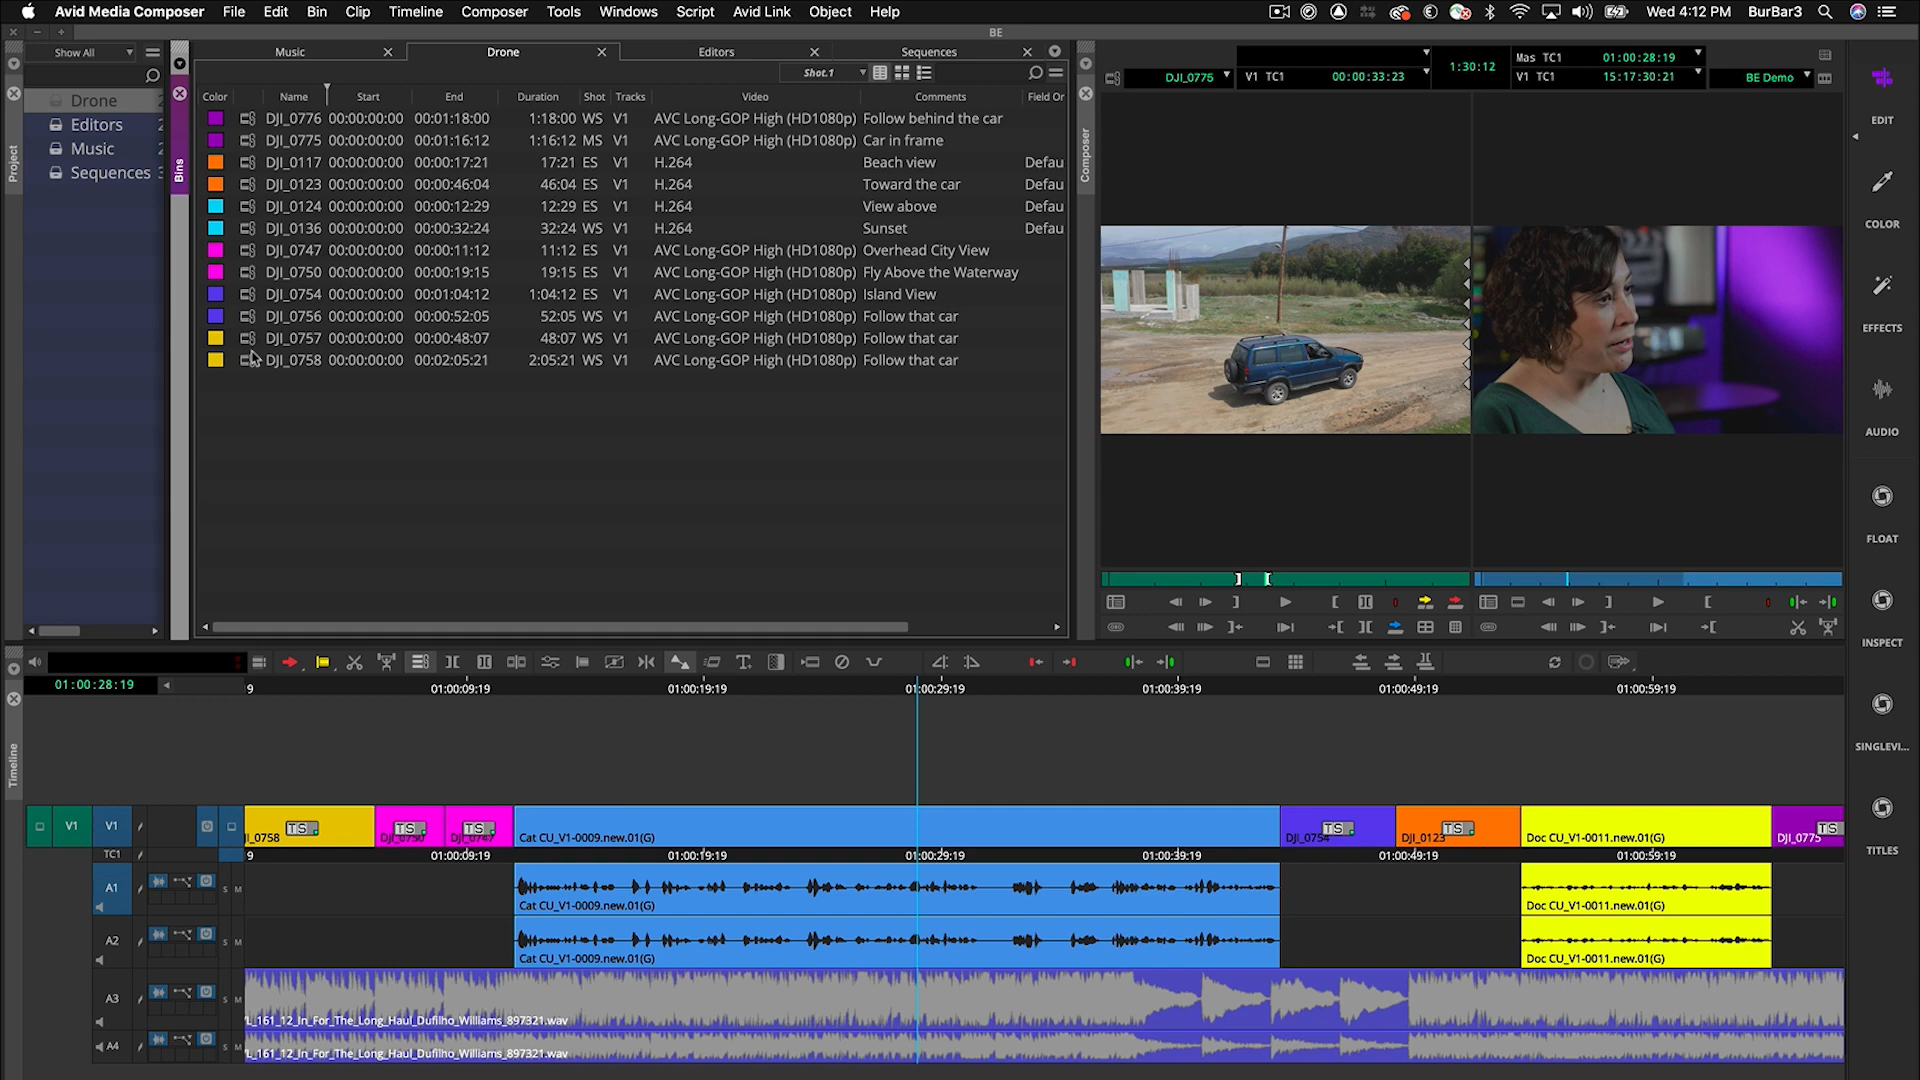 Avid Media Composer File Edit Bin Clip Timeline Composer Tools Windows Script Avid Link Object Help Wed 4:12 PM BurBar3
BE
Show All
Drone 2
Editors 2
Music 2
Sequences 3
Project
Bins
Music Drone Editors Sequences
Shot.1
Color Name Start End Duration Shot Tracks Video Comments Field Or
DJI_0776 00:00:00:00 00:01:18:00 1:18:00 WS V1 AVC Long-GOP High (HD1080p) Follow behind the car
DJI_0775 00:00:00:00 00:01:16:12 1:16:12 MS V1 AVC Long-GOP High (HD1080p) Car in frame
DJI_0117 00:00:00:00 00:00:17:21 17:21 ES V1 H.264 Beach view Defau
DJI_0123 00:00:00:00 00:00:46:04 46:04 ES V1 H.264 Toward the car Defau
DJI_0124 00:00:00:00 00:00:12:29 12:29 ES V1 H.264 View above Defau
DJI_0136 00:00:00:00 00:00:32:24 32:24 WS V1 H.264 Sunset Defau
DJI_0747 00:00:00:00 00:00:11:12 11:12 ES V1 AVC Long-GOP High (HD1080p) Overhead City View
DJI_0750 00:00:00:00 00:00:19:15 19:15 ES V1 AVC Long-GOP High (HD1080p) Fly Above the Waterway
DJI_0754 00:00:00:00 00:01:04:12 1:04:12 ES V1 AVC Long-GOP High (HD1080p) Island View
DJI_0756 00:00:00:00 00:00:52:05 52:05 WS V1 AVC Long-GOP High (HD1080p) Follow that car
DJI_0757 00:00:00:00 00:00:48:07 48:07 WS V1 AVC Long-GOP High (HD1080p) Follow that car
DJI_0758 00:00:00:00 00:02:05:21 2:05:21 WS V1 AVC Long-GOP High (HD1080p) Follow that car
Composer
DJI_0775 V1 TC1 00:00:33:23 1:30:12 Mas TC1 01:00:28:19
V1 TC1 15:17:30:21 BE Demo
EDIT
COLOR
EFFECTS
AUDIO
FLOAT
INSPECT
SINGLEVI...
TITLES
Timeline
01:00:28:19 9 01:00:09:19 01:00:19:19 01:00:29:19 01:00:39:19 01:00:49:19 01:00:59:19
V1 V1 JI_0758 TS DJI_0750 TS DJI_0747 TS Cat CU_V1-0009.new.01(G) DJI_0754 TS DJI_0123 TS Doc CU_V1-0011.new.01(G) DJI_0775 TS
TC1 9 01:00:09:19 01:00:19:19 01:00:29:19 01:00:39:19 01:00:49:19 01:00:59:19
A1 S M Cat CU_V1-0009.new.01(G) Doc CU_V1-0011.new.01(G)
A2 S M Cat CU_V1-0009.new.01(G) Doc CU_V1-0011.new.01(G)
A3 S M L_161_12_In_For_The_Long_Haul_Dufilho_Williams_897321.wav
A4 S M L_161_12_In_For_The_Long_Haul_Dufilho_Williams_897321.wav